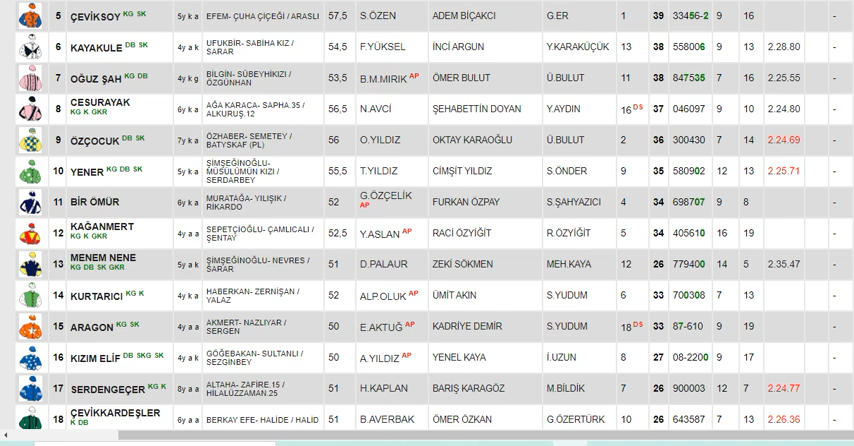 5 ÇEVİKSOY KG SK 5y k a EFEM- ÇUHA ÇİÇEĞİ / ARASLI 57,5 S.ÖZEN ADEM BİÇAKCI G.ER 1 39 33456-2 9 16 -
6 KAYAKULE DB SK 4y a k UFUKBİR- SABİHA KIZ / SARAR 54,5 F.YÜKSEL İNCİ ARGUN Y.KARAKÜÇÜK 13 38 558006 9 13 2.28.80 -
7 OĞUZ ŞAH KG DB 4y k g BİLGİN- SÜBEYHİKIZI / ÖZGÜNHAN 53,5 B.M.MIRIK AP ÖMER BULUT Ü.BULUT 11 38 847535 7 16 2.25.55 -
8 CESURAYAK KG K GKR 6y k a AĞA KARACA- SAPHA.35 / ALKURUŞ.12 56,5 N.AVCİ ŞEHABETTİN DOYAN Y.AYDIN 16 DS 37 046097 9 10 2.24.80 -
9 ÖZÇOCUK DB SK 7y k a ÖZHABER- SEMETEY / BATYSKAF (PL) 56 O.YILDIZ OKTAY KARAOĞLU Ü.BULUT 2 36 300430 7 14 2.24.69 -
10 YENER KG DB SK 5y k a ŞİMŞEĞİNOĞLU- MÜSLÜMÜN KIZI / SERDARBEY 55,5 T.YILDIZ CİMŞİT YILDIZ S.ÖNDER 9 35 580902 12 13 2.25.71 -
11 BİR ÖMÜR 6y k a MURATAĞA- YILIŞIK / RİKARDO 52 G.ÖZÇELİK AP FURKAN ÖZPAY S.ŞAHYAZICI 4 34 698707 9 8 -
12 KAĞANMERT KG K GKR 4y a a SEPETÇİOĞLU- ÇAMLICALI / ŞENTAY 52,5 Y.ASLAN AP RACİ ÖZYİĞİT R.ÖZYİĞİT 5 34 405610 16 19 -
13 MENEM NENE KG DB SK GKR 5y a k ŞİMŞEĞİNOĞLU- NEVRES / SARAR 51 D.PALAUR ZEKİ SÖKMEN MEH.KAYA 12 26 779400 14 5 2.35.47 -
14 KURTARICI KG K 4y k a HABERKAN- ZERNİŞAN / YALAZ 52 ALP.OLUK AP ÜMİT AKIN S.YUDUM 6 33 700308 7 13 -
15 ARAGON KG SK 4y a a AKMERT- NAZLIYAR / SERGEN 50 E.AKTUĞ AP KADRİYE DEMİR S.YUDUM 18 DS 33 87-610 9 19 -
16 KIZIM ELİF DB SKG SK 4y a k GÖĞEBAKAN- SULTANLI / SEZGINBEY 50 A.YILDIZ AP YENEL KAYA İ.UZUN 8 27 08-2200 9 17 -
17 SERDENGEÇER KG K 8y a a ALTAHA- ZAFİRE.15 / HİLALÜZZAMAN.25 51 H.KAPLAN BARIŞ KARAGÖZ M.BİLDİK 7 26 900003 12 7 2.24.77 -
18 ÇEVİKKARDEŞLER K DB 6y a a BERKAY EFE- HALİDE / HALİD 51 B.AVERBAK ÖMER ÖZKAN G.ÖZERTÜRK 10 26 643587 7 13 2.26.36 -